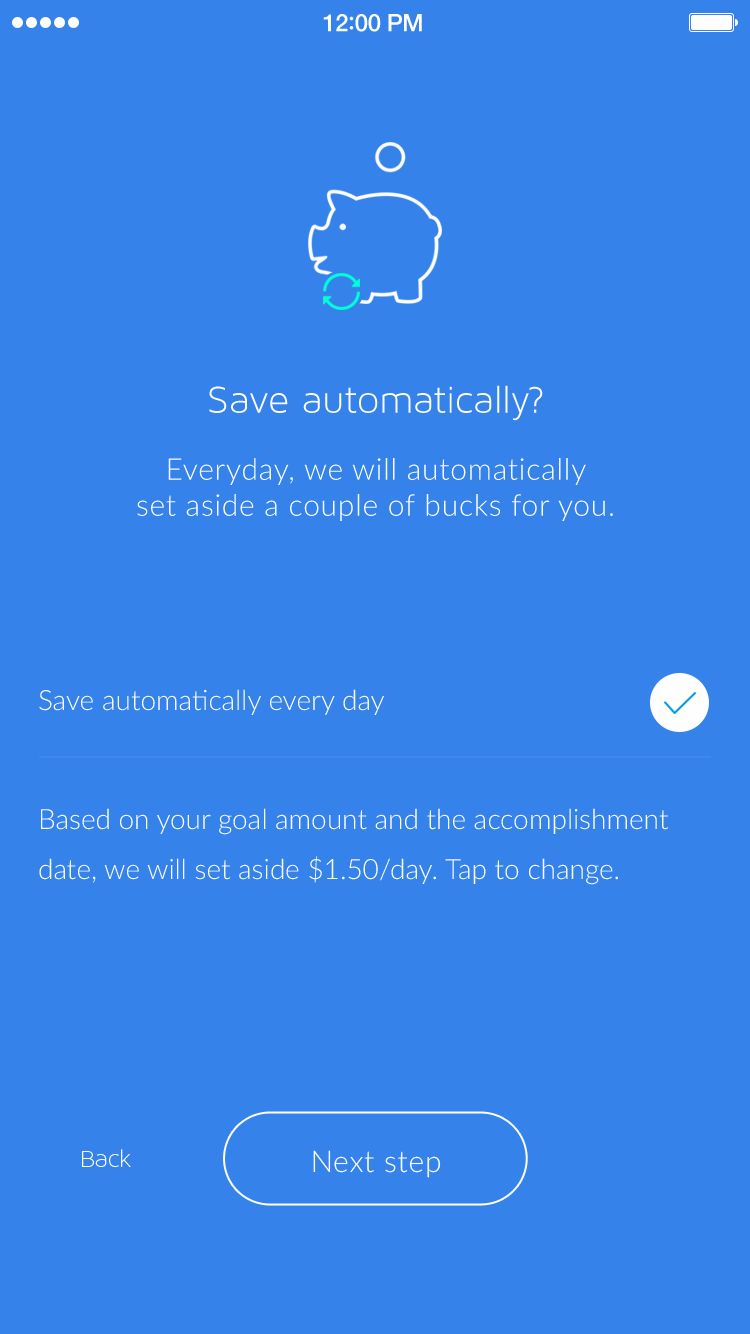 12:00 PM
Save automatically?
Everyday, we will automatically
set aside a couple of bucks for you.
Save automatically every day
Based on your goal amount and the accomplishment
date, we will set aside $1.50/day. Tap to change.
Back
Next step